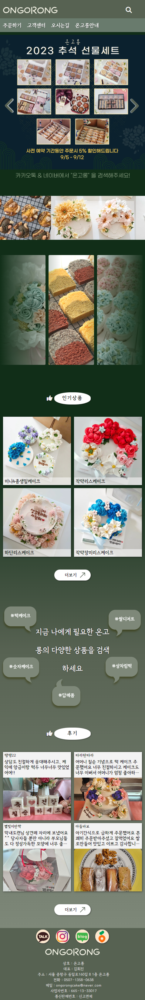 ONGORONG
주문하기 고객센터 오시는길 온고롱안내
온고롱
2023 추석 선물세트
사전 예약 기간동안 주문시 5% 할인해드립니다
9/5 - 9/12
카카오톡 & 네이버에서 "온고롱" 을 검색해주세요!
인기상품
미니4종생일케이크
작약리스케이크
하단리스케이크
작약장미리스케이크
더보기
#떡케이크
#쌀디저트
지금 나에게 필요한 온고
롱의 다양한 상품을 검색
하세요
#숫자케이크
#상차림떡
#답례품
후기
땡땡22
상담도 친절하게 응대해주시고, 케
익에 앙금이랑 떡두 너무너무 맛있었
어여!!
축 건강
칠순하세요
따라딴따라
어머니 칠순 기념으로 떡 케이크 주
문했어요 너무 친절하시고 케이크도
너무 이뻐서 어머니가 엄청 좋아하…
별빛이반짝
막내도련님 상견례 자리에 보냈어요
^^ 당사자들 뿐만 아니라 부모님들
도 다 정성가득한 모양에 너무 좋…
아들바보
아기간식으로 급하게 주문했어요 흔
쾌히 주문받아주셨고 잘먹었어요 쌀
로만들어 맛있고 이쁘고 감사합니…
더보기
TALK
blog
ONGORONG
상호 : 온고롱
대표 : 김희진
주소 : 서울 중랑구 동일로160길 8 1층 온고롱
전화 : 0507-1358-0638
메일 : ongorongcake@naver.com
사업자번호 : 665-13-33017
통신판매번호 : 신고면제